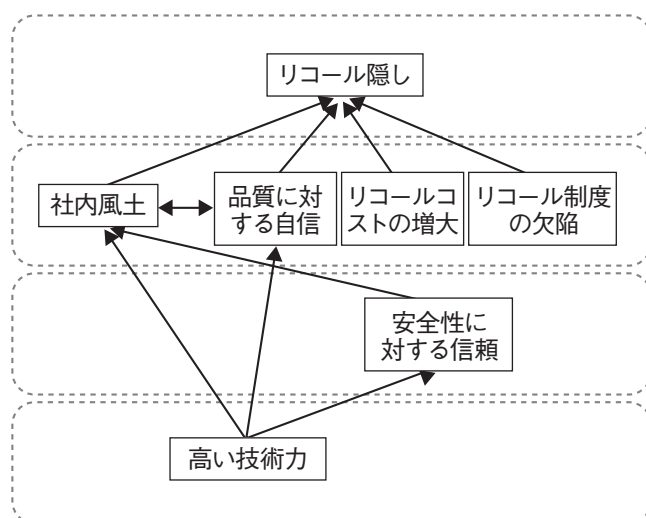 リコール隠し
社内風土
品質に対
する自信
リコールコ
ストの増大
リコール制度
の欠陥
安全性に
対する信頼
高い技術力